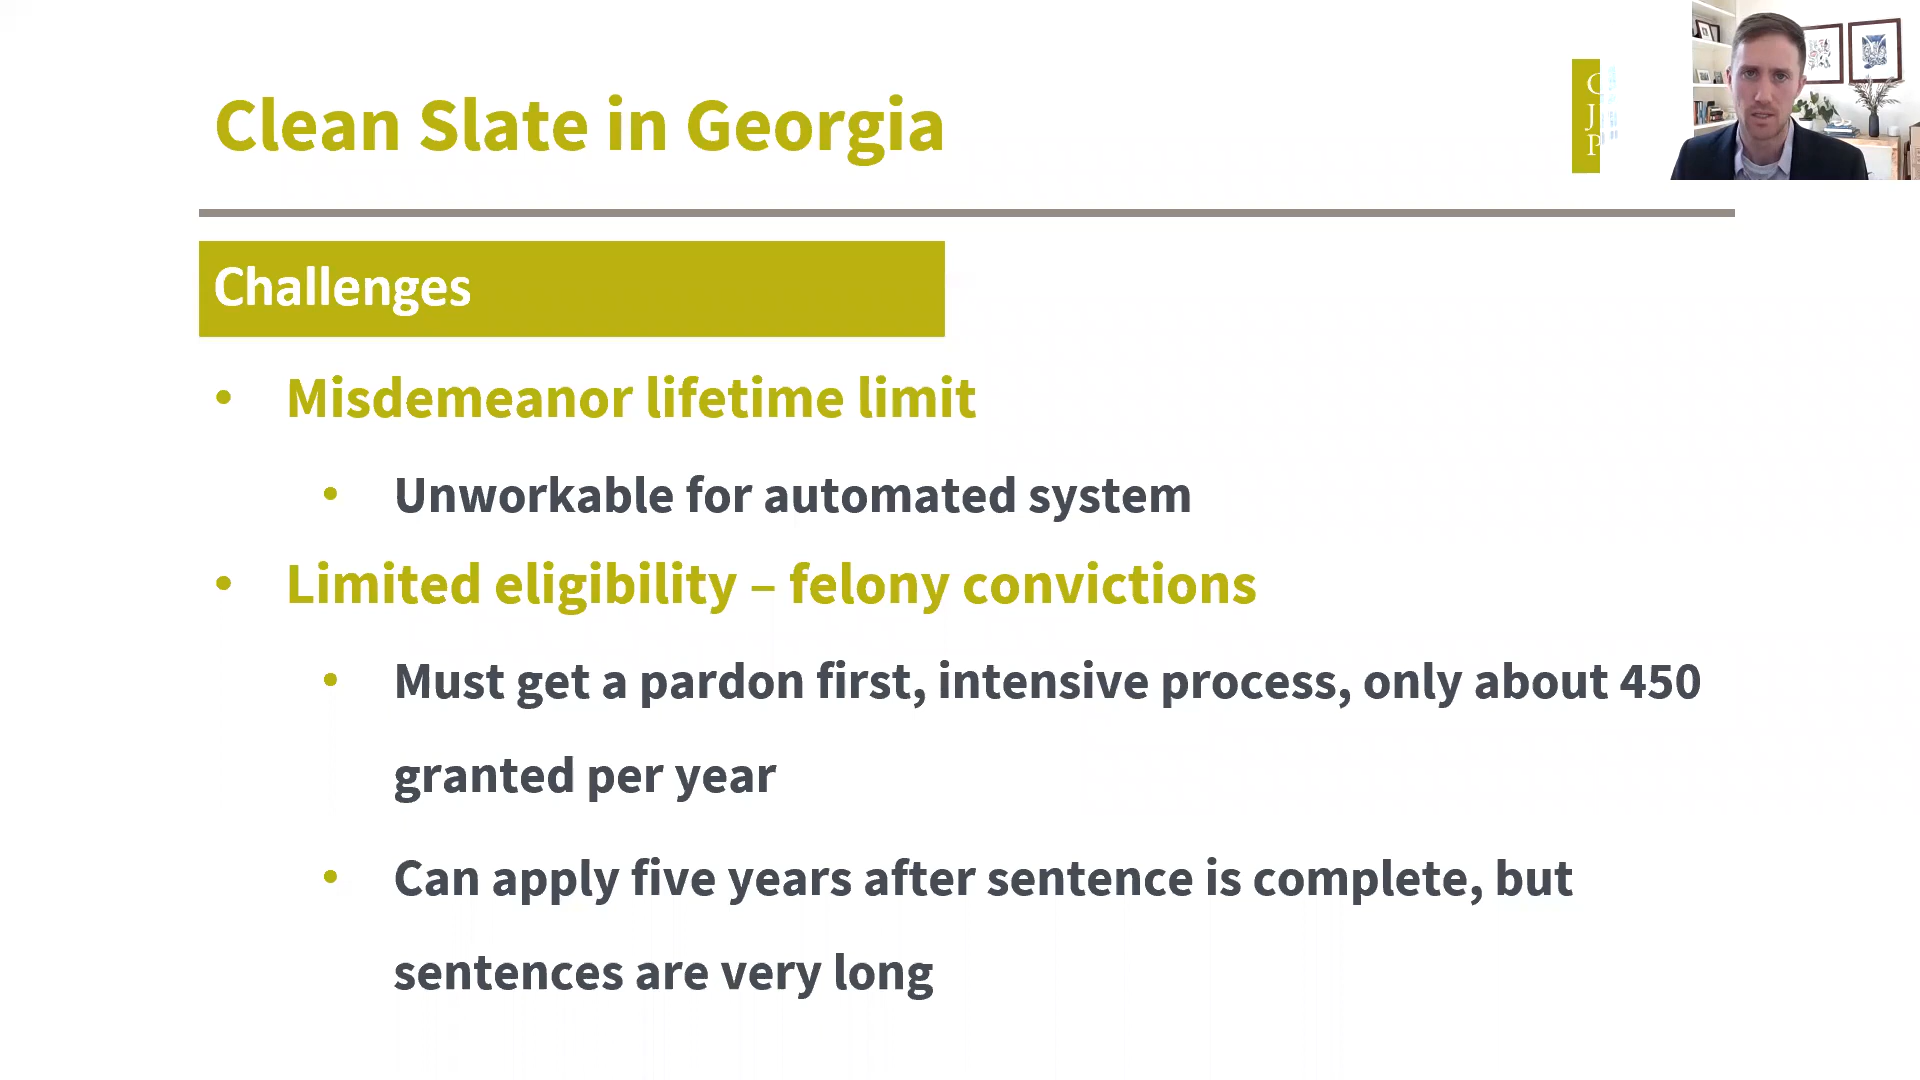 Clean Slate in Georgia
G
J
P
Challenges
• Misdemeanor lifetime limit
• Unworkable for automated system
• Limited eligibility – felony convictions
• Must get a pardon first, intensive process, only about 450
granted per year
• Can apply five years after sentence is complete, but
sentences are very long